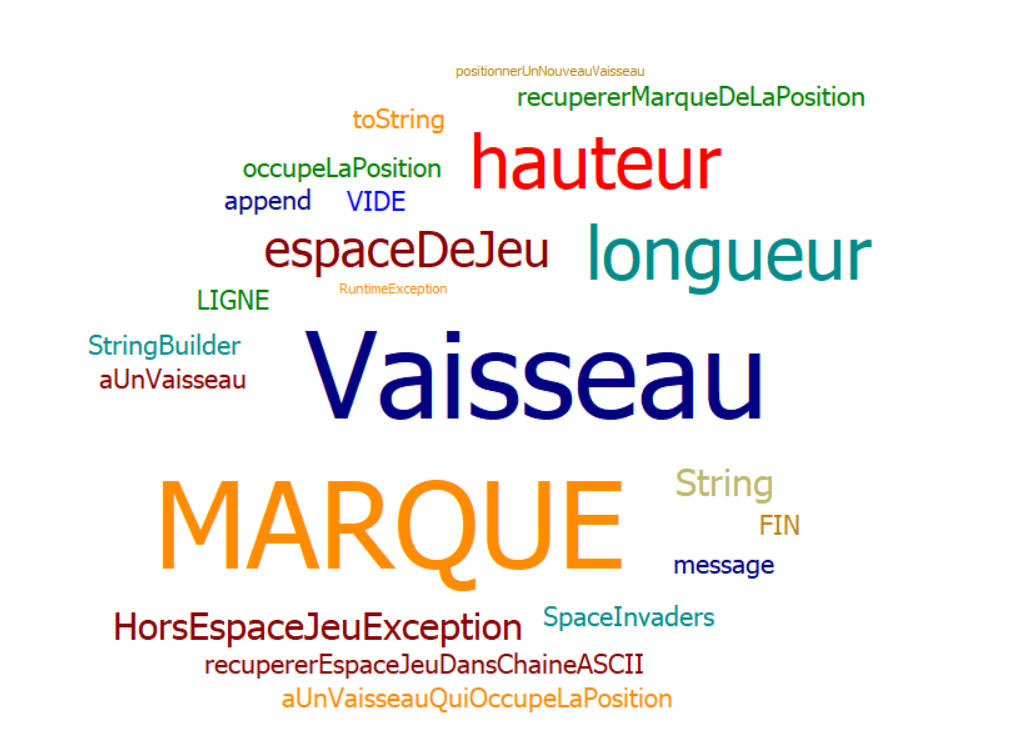 positionnerUnNouveauVaisseau
recupererMarqueDeLaPosition
toString
hauteur
occupeLaPosition
append VIDE
espaceDeJeu longueur
RuntimeException
LIGNE
StringBuilder
Vaisseau
aUnVaisseau
MARQUE
String
FIN
message
HorsEspaceJeuException SpaceInvaders
recupererEspaceJeuDansChaineASCII
aUnVaisseauQuiOccupeLaPosition